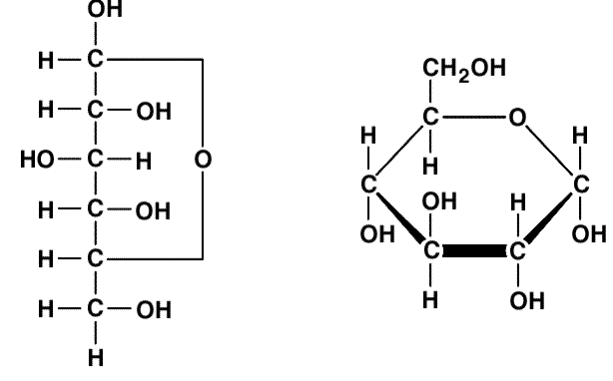 OH
H–C
H–C–OH
HO–C–H O
H–C–OH
H–C
H–C–OH
H
CH₂OH
C O
H H
H
C C
OH H
OH OH
C C
H OH